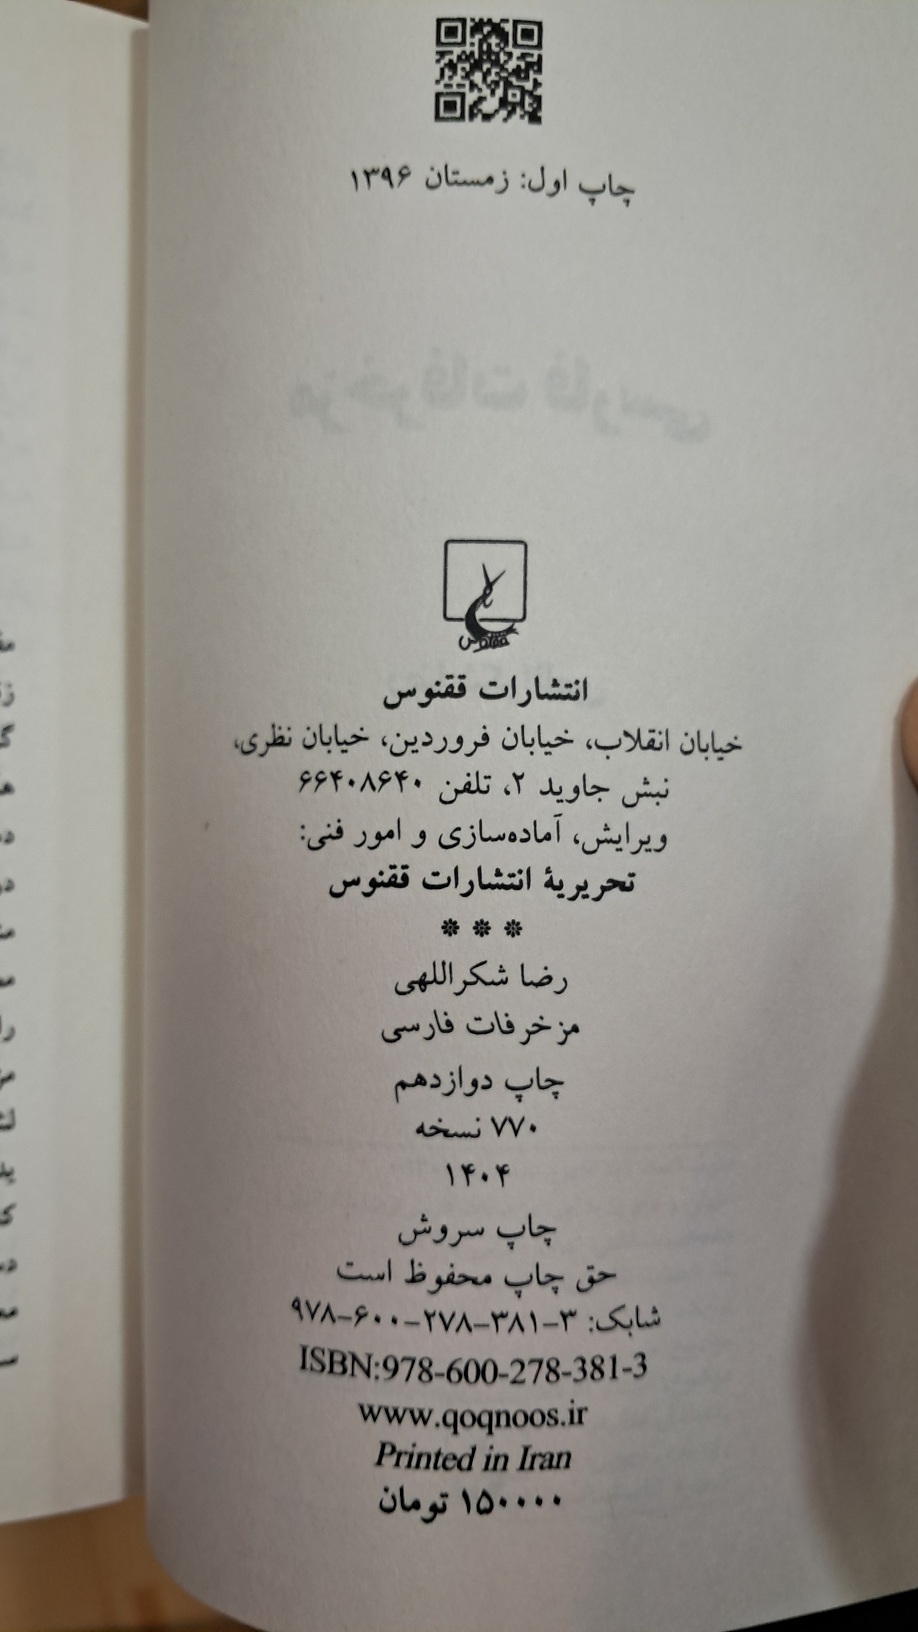 چاپ اول: زمستان ۱۳۹۶
مزخرفات فارسی
ققنوس
انتشارات ققنوس
خیابان انقلاب، خیابان فروردین، خیابان نظری،
نبش جاوید ۲، تلفن ۶۶۴۰۸۶۴۰
ویرایش، آماده‌سازی و امور فنی:
تحریریهٔ انتشارات ققنوس
* * *
رضا شکراللهی
مزخرفات فارسی
چاپ دوازدهم
۷۷۰ نسخه
۱۴۰۴
چاپ سروش
حق چاپ محفوظ است
شابک: ۳-۳۸۱-۲۷۸-۶۰۰-۹۷۸
ISBN:978-600-278-381-3
www.qoqnoos.ir
Printed in Iran
۱۵۰۰۰۰ تومان